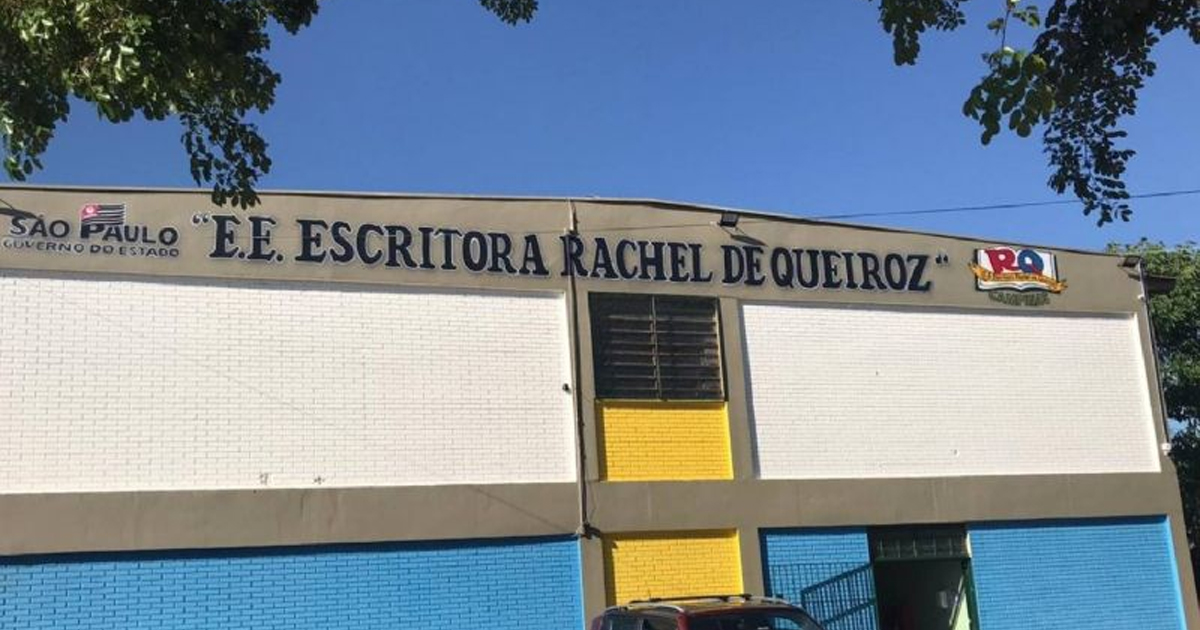 SÃO PAULO
GOVERNO DO ESTADO
"E.E. ESCRITORA RACHEL DE QUEIROZ"
RQ
CAMPINAS